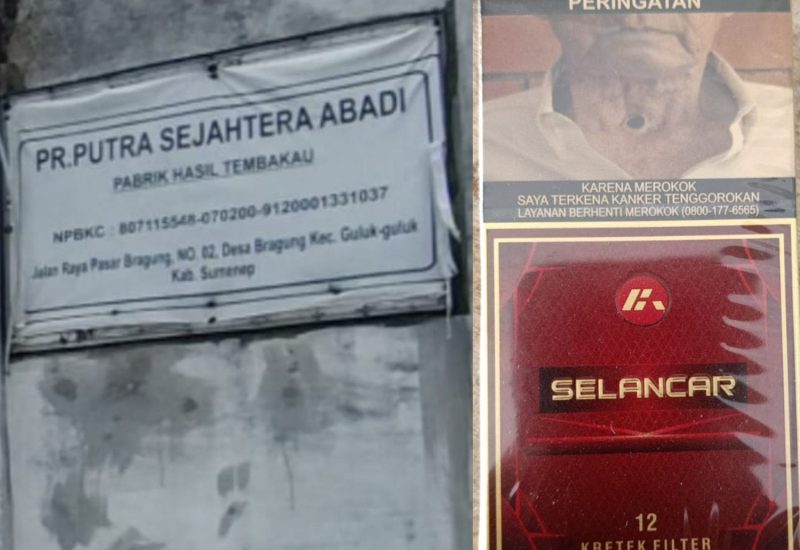 PR.PUTRA SEJAHTERA ABADI
PABRIK HASIL TEMBAKAU
NPBKC : 807115548-070200-9120001331037
Jalan Raya Pasar Bragung, NO. 02, Desa Bragung Kec. Guluk-guluk
Kab. Sumenep
PERINGATAN
KARENA MEROKOK
SAYA TERKENA KANKER TENGGOROKAN
LAYANAN BERHENTI MEROKOK (0800-177-6565)
SELANCAR
12
KRETEK FILTER